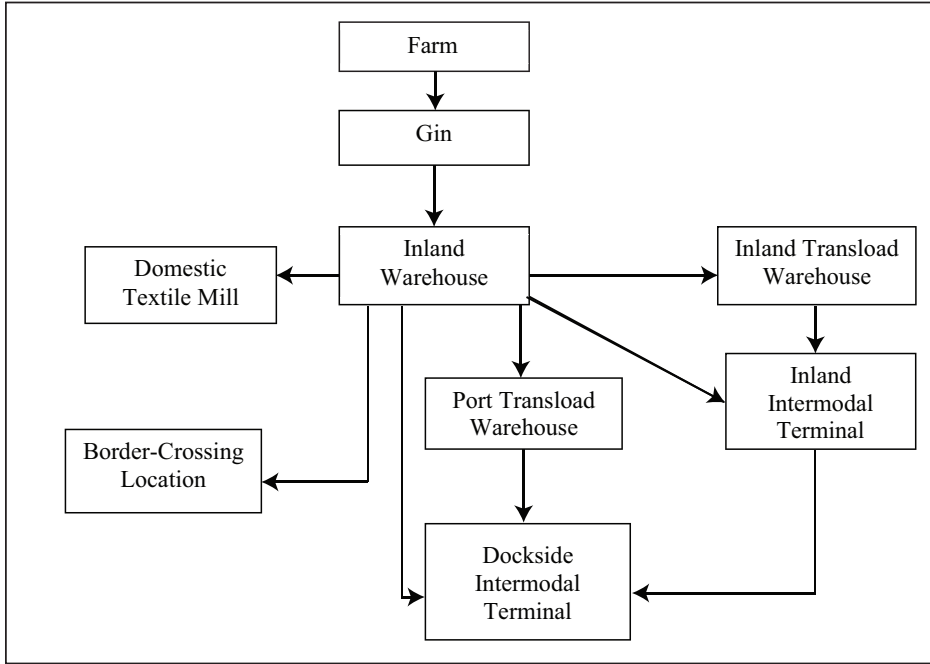 Farm
Gin
Inland
Warehouse
Inland Transload
Warehouse
Domestic
Textile Mill
Port Transload
Warehouse
Inland
Intermodal
Terminal
Border-Crossing
Location
Dockside
Intermodal
Terminal